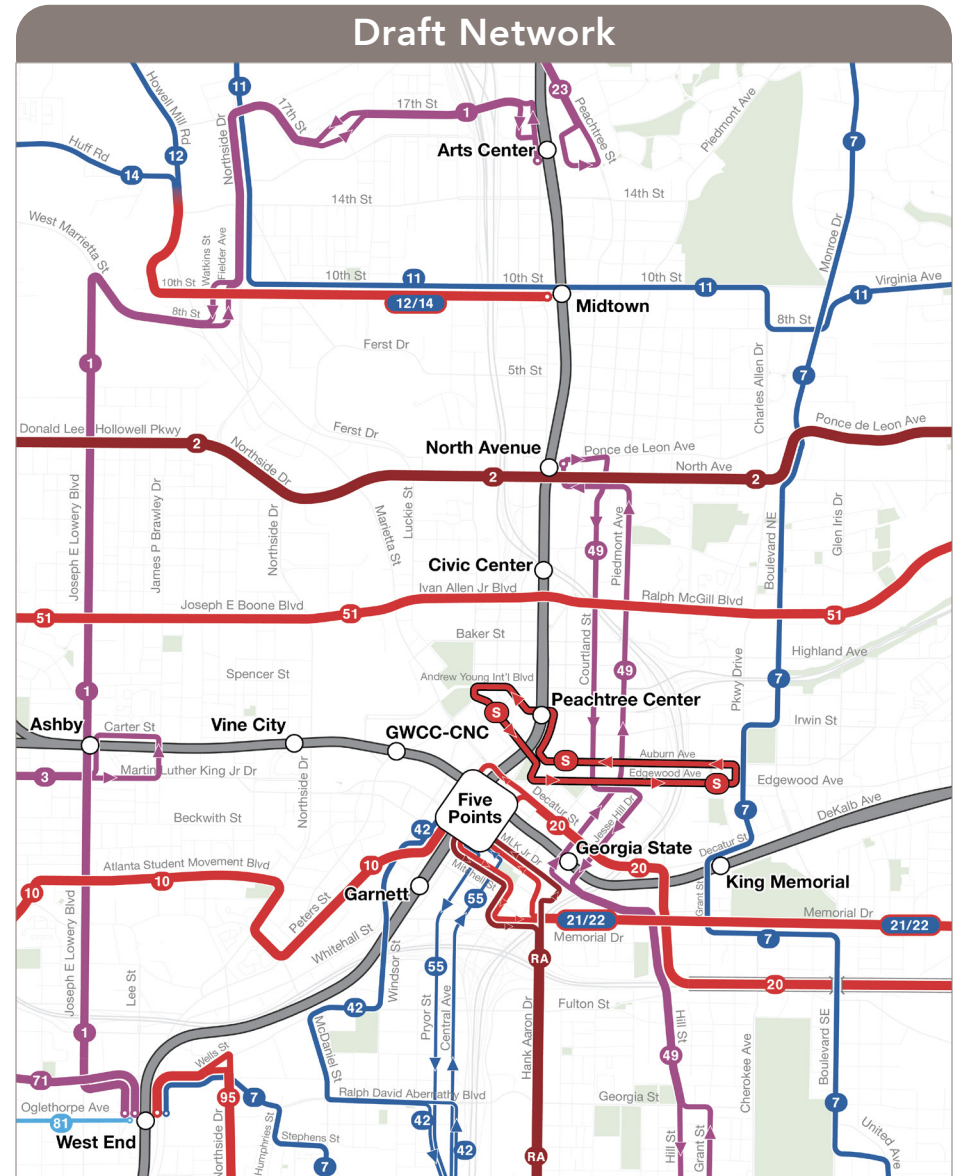 Draft Network
11
23
Howell Mill Rd
17th St
17th St
1
Peachtree St
Piedmont Ave
Northside Dr
7
Huff Rd
12
14
Arts Center
14th St
14th St
Monroe Dr
West Marrietta St
Watkins St
Fielder Ave
10th St
10th St
11
10th St
10th St
11
11
Virginia Ave
12/14
Midtown
8th St
8th St
Ferst Dr
1
5th St
7
Charles Allen Dr
Donald Lee Hollowell Pkwy
2
Ferst Dr
Ponce de Leon Ave
Northside Dr
North Avenue
Ponce de Leon Ave
2
North Ave
2
Joseph E Lowery Blvd
James P Brawley Dr
Northside Dr
Marietta St
Luckie St
49
Piedmont Ave
Boulevard NE
Glen Iris Dr
Civic Center
Ivan Allen Jr Blvd
Joseph E Boone Blvd
Ralph McGill Blvd
51
51
51
Baker St
Courtland St
Highland Ave
Spencer St
Andrew Young Int'l Blvd
49
Pkwy Drive
7
1
Peachtree Center
S
Irwin St
Ashby
Carter St
Vine City
GWCC-CNC
S
Auburn Ave
3
Martin Luther King Jr Dr
Edgewood Ave
S
Edgewood Ave
Northside Dr
Five
Points
Decatur St
Jesse Hill Dr
7
DeKalb Ave
Beckwith St
42
20
MLK Jr Dr
Georgia State
Decatur St
Atlanta Student Movement Blvd
10
Mitchell St
20
King Memorial
10
10
Garnett
55
Grant St
Peters St
Joseph E Lowery Blvd
21/22
Memorial Dr
21/22
Memorial Dr
7
Whitehall St
Lee St
Windsor St
55
RA
20
42
Pryor St
Central Ave
Hank Aaron Dr
Fulton St
Hill St
1
McDaniel St
49
Cherokee Ave
Boulevard SE
Wells St
71
Ralph David Abernathy Blvd
Georgia St
Oglethorpe Ave
95
7
7
81
42
West End
Northside Dr
Humphries St
Stephens St
42
RA
Hill St
Grant St
United Ave
7